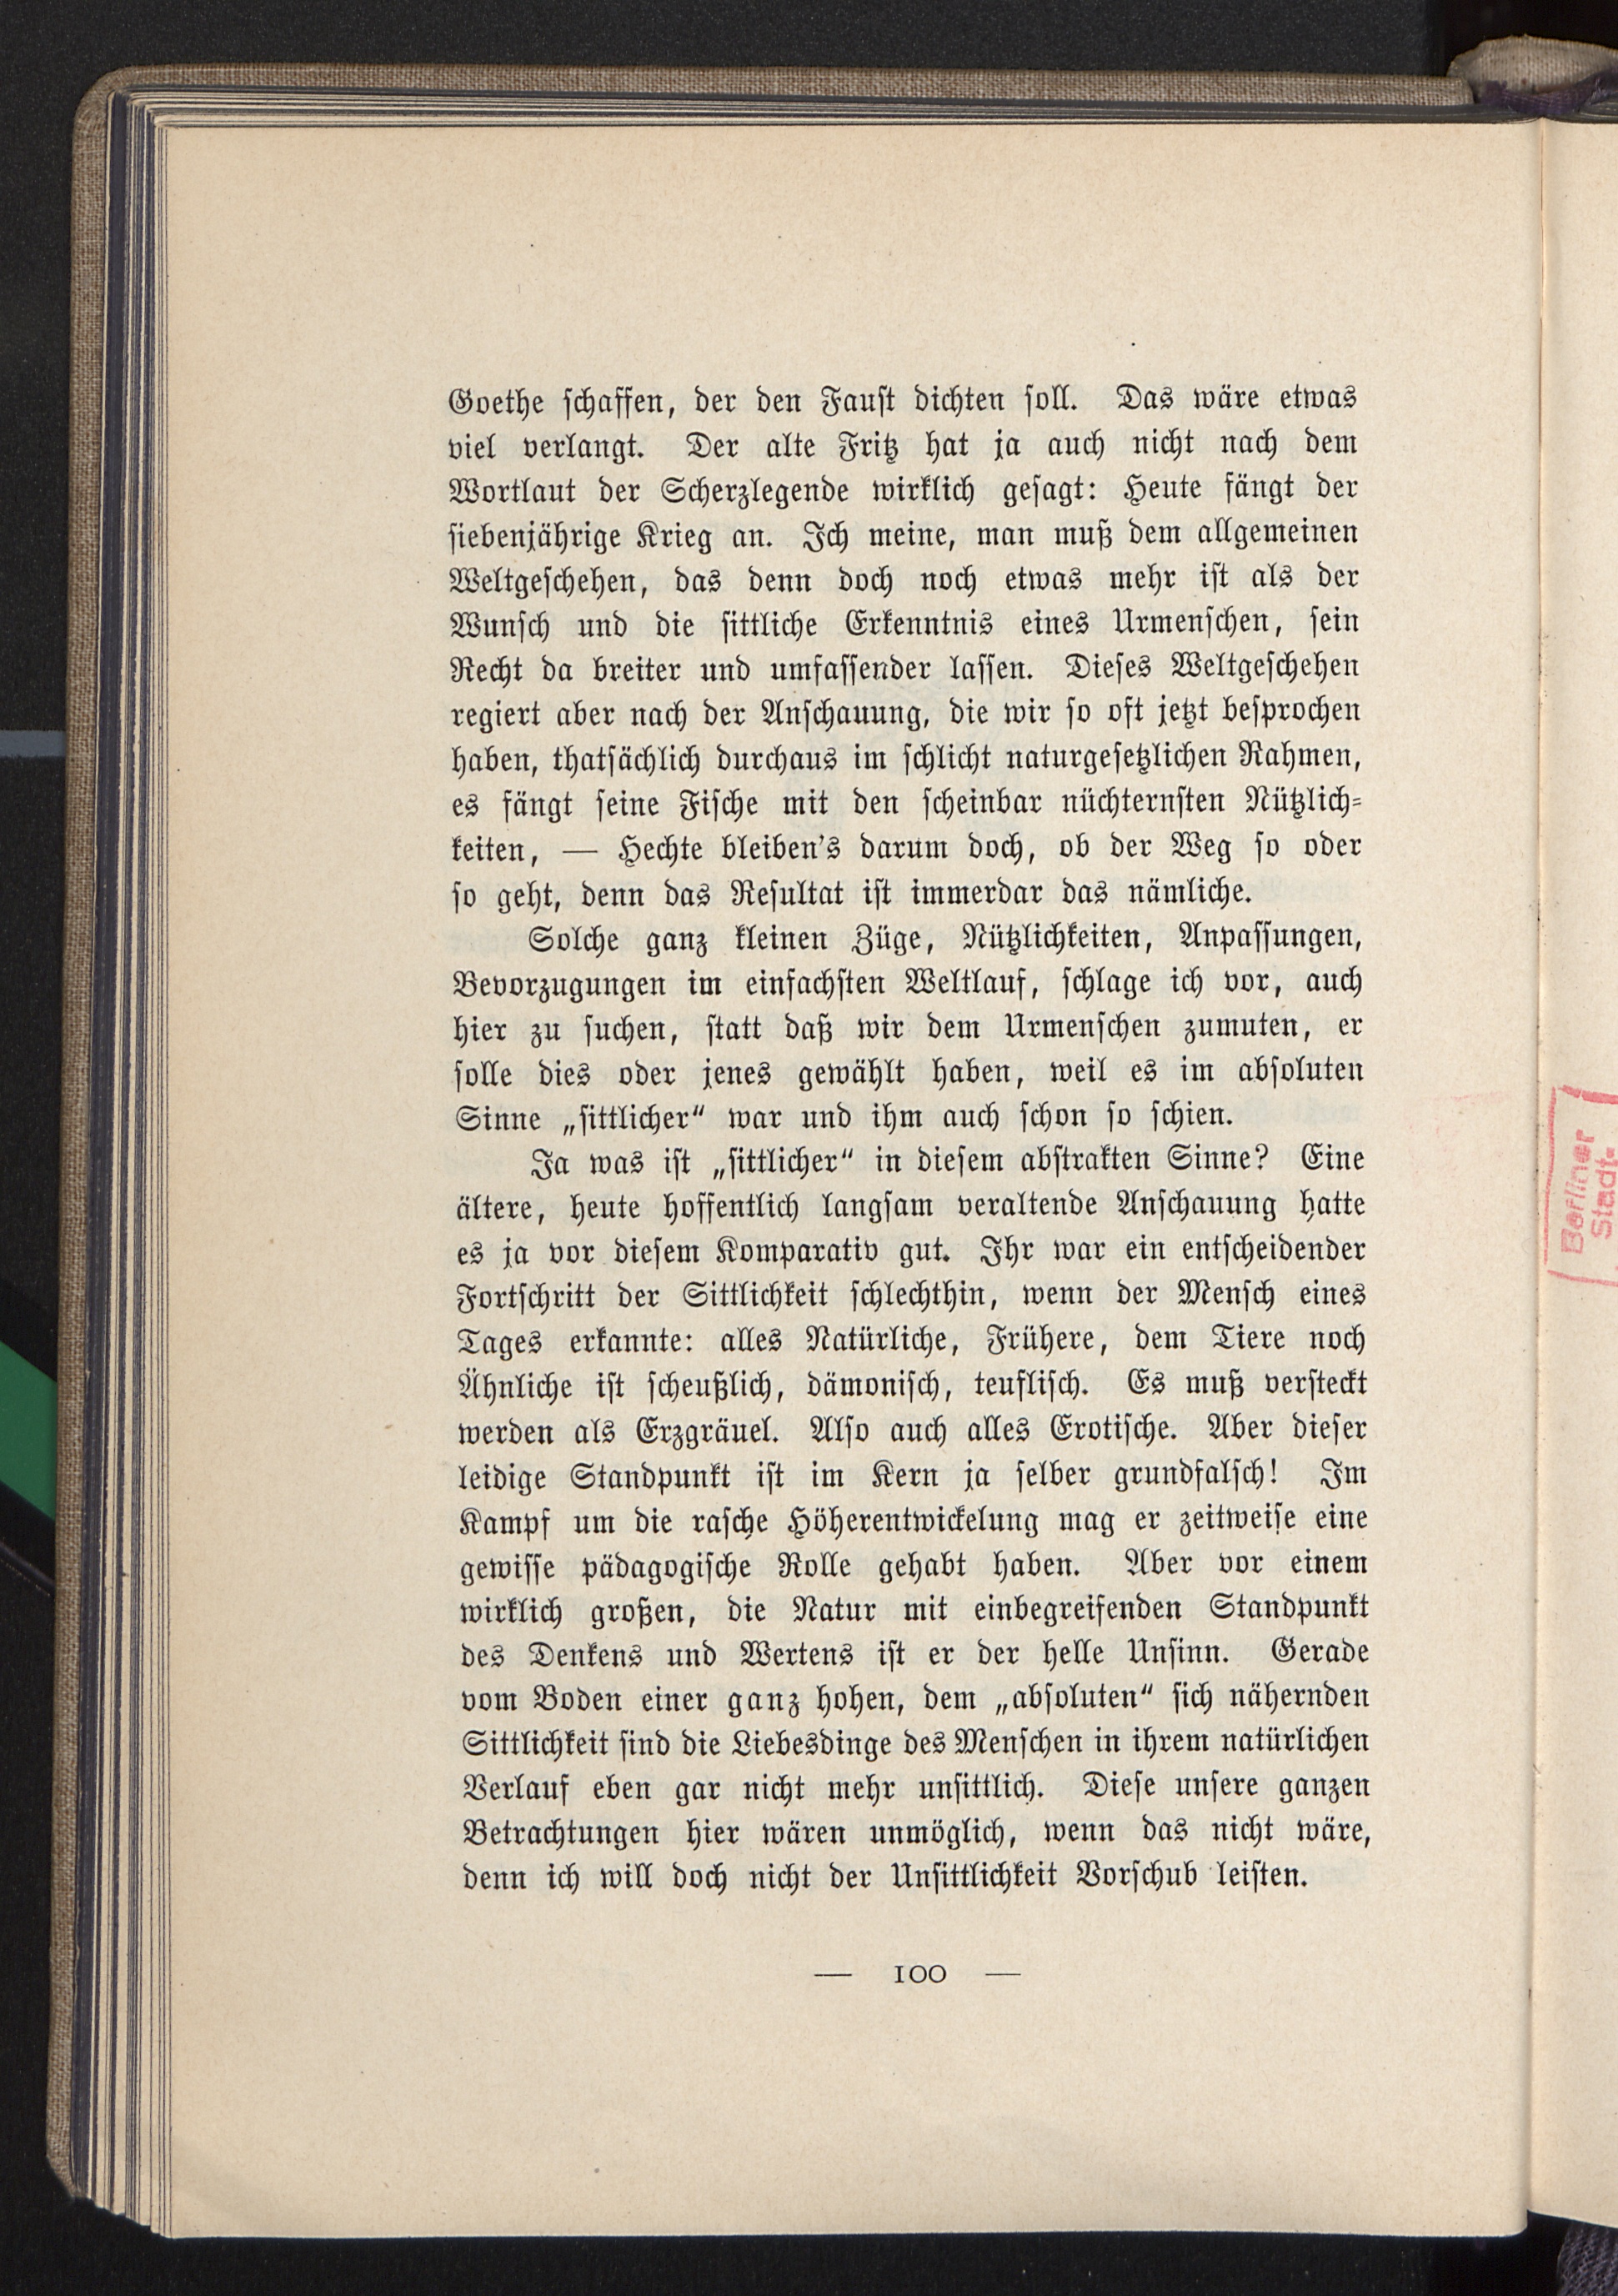 Goethe schaffen, der den Faust dichten soll. Das wäre etwas
viel verlangt. Der alte Fritz hat ja auch nicht nach dem
Wortlaut der Scherzlegende wirklich gesagt: Heute fängt der
siebenjährige Krieg an. Ich meine, man muß dem allgemeinen
Weltgeschehen, das denn doch noch etwas mehr ist als der
Wunsch und die sittliche Erkenntnis eines Urmenschen, sein
Recht da breiter und umfassender lassen. Dieses Weltgeschehen
regiert aber nach der Anschauung, die wir so oft jetzt besprochen
haben, thatsächlich durchaus im schlicht naturgesetzlichen Rahmen,
es fängt seine Fische mit den scheinbar nüchternsten Nützlich-
keiten, — Hechte bleiben's darum doch, ob der Weg so oder
so geht, denn das Resultat ist immerdar das nämliche.
Solche ganz kleinen Züge, Nützlichkeiten, Anpassungen,
Bevorzugungen im einfachsten Weltlauf, schlage ich vor, auch
hier zu suchen, statt daß wir dem Urmenschen zumuten, er
solle dies oder jenes gewählt haben, weil es im absoluten
Sinne „sittlicher“ war und ihm auch schon so schien.
Ja was ist „sittlicher“ in diesem abstrakten Sinne? Eine
ältere, heute hoffentlich langsam veraltende Anschauung hatte
es ja vor diesem Komparativ gut. Ihr war ein entscheidender
Fortschritt der Sittlichkeit schlechthin, wenn der Mensch eines
Tages erkannte: alles Natürliche, Frühere, dem Tiere noch
Ähnliche ist scheußlich, dämonisch, teuflisch. Es muß versteckt
werden als Erzgräuel. Also auch alles Erotische. Aber dieser
leidige Standpunkt ist im Kern ja selber grundfalsch! Im
Kampf um die rasche Höherentwickelung mag er zeitweise eine
gewisse pädagogische Rolle gehabt haben. Aber vor einem
wirklich großen, die Natur mit einbegreifenden Standpunkt
des Denkens und Wertens ist er der helle Unsinn. Gerade
vom Boden einer ganz hohen, dem „absoluten“ sich nähernden
Sittlichkeit sind die Liebesdinge des Menschen in ihrem natürlichen
Verlauf eben gar nicht mehr unsittlich. Diese unsere ganzen
Betrachtungen hier wären unmöglich, wenn das nicht wäre,
denn ich will doch nicht der Unsittlichkeit Vorschub leisten.
— 100 —
Berliner
Stadt-